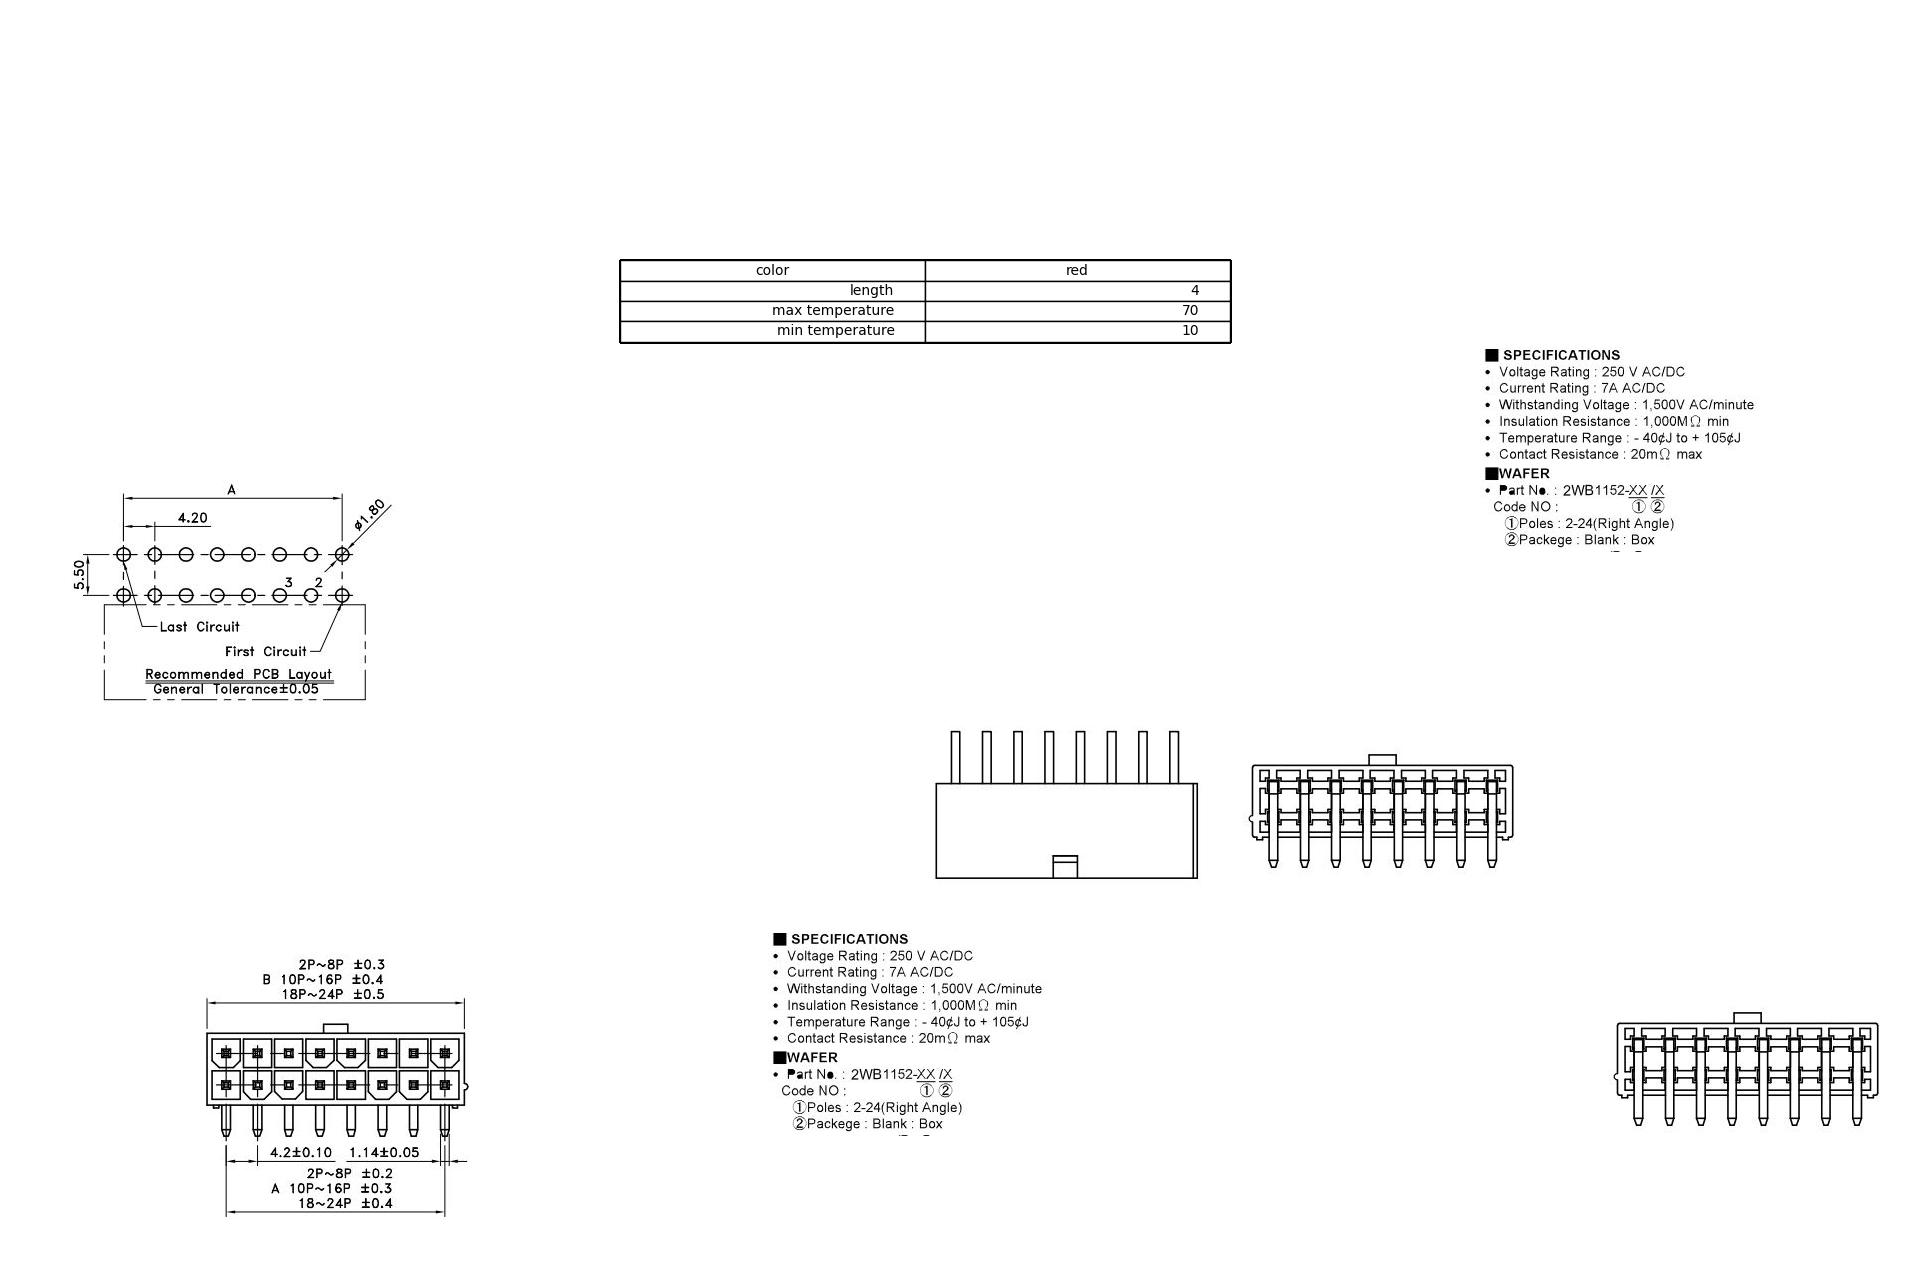 color red
length 4
max temperature 70
min temperature 10
■ SPECIFICATIONS
• Voltage Rating : 250 V AC/DC
• Current Rating : 7A AC/DC
• Withstanding Voltage : 1,500V AC/minute
• Insulation Resistance : 1,000MΩ min
• Temperature Range : - 40¢J to + 105¢J
• Contact Resistance : 20mΩ max
■WAFER
• Part No. : 2WB1152-XX /X
Code NO : ① ②
①Poles : 2-24(Right Angle)
②Packege : Blank : Box
A
4.20
ø1.80
5.50
3 2
Last Circuit
First Circuit
Recommended PCB Layout
General Tolerance±0.05
■ SPECIFICATIONS
• Voltage Rating : 250 V AC/DC
• Current Rating : 7A AC/DC
• Withstanding Voltage : 1,500V AC/minute
• Insulation Resistance : 1,000MΩ min
• Temperature Range : - 40¢J to + 105¢J
• Contact Resistance : 20mΩ max
■WAFER
• Part No. : 2WB1152-XX /X
Code NO : ① ②
①Poles : 2-24(Right Angle)
②Packege : Blank : Box
2P~8P ±0.3
B 10P~16P ±0.4
18P~24P ±0.5
4.2±0.10 1.14±0.05
2P~8P ±0.2
A 10P~16P ±0.3
18~24P ±0.4